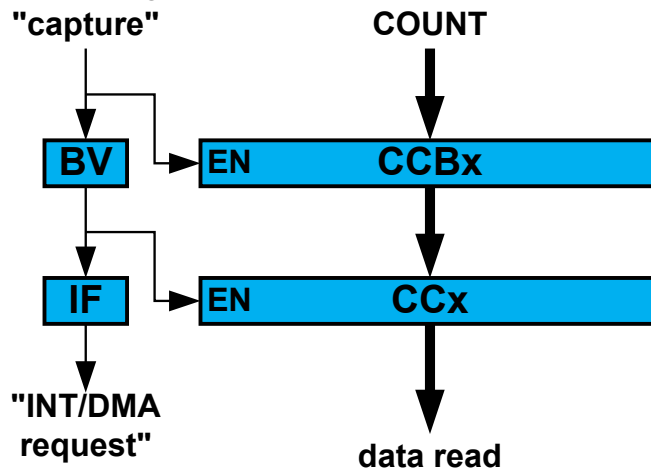 "capture"
COUNT
BV
EN
CCBx
IF
EN
CCx
"INT/DMA
request"
data read